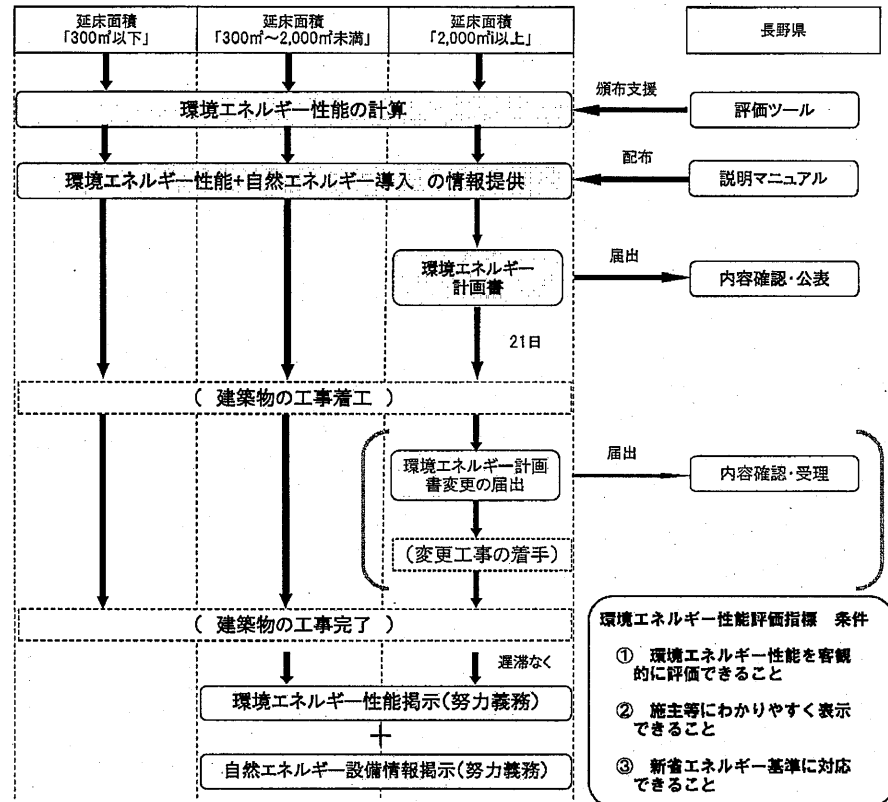 延床面積
「300㎡以下」
延床面積
「300㎡～2,000㎡未満」
延床面積
「2,000㎡以上」
長野県
環境エネルギー性能の計算
頒布支援
評価ツール
環境エネルギー性能+自然エネルギー導入 の情報提供
配布
説明マニュアル
環境エネルギー
計画書
届出
内容確認・公表
21日
( 建築物の工事着工 )
環境エネルギー計画
書変更の届出
届出
内容確認・受理
(変更工事の着手)
( 建築物の工事完了 )
遅滞なく
環境エネルギー性能掲示(努力義務)
+
自然エネルギー設備情報掲示(努力義務)
環境エネルギー性能評価指標 条件
① 環境エネルギー性能を客観
的に評価できること
② 施主等にわかりやすく表示
できること
③ 新省エネルギー基準に対応
できること